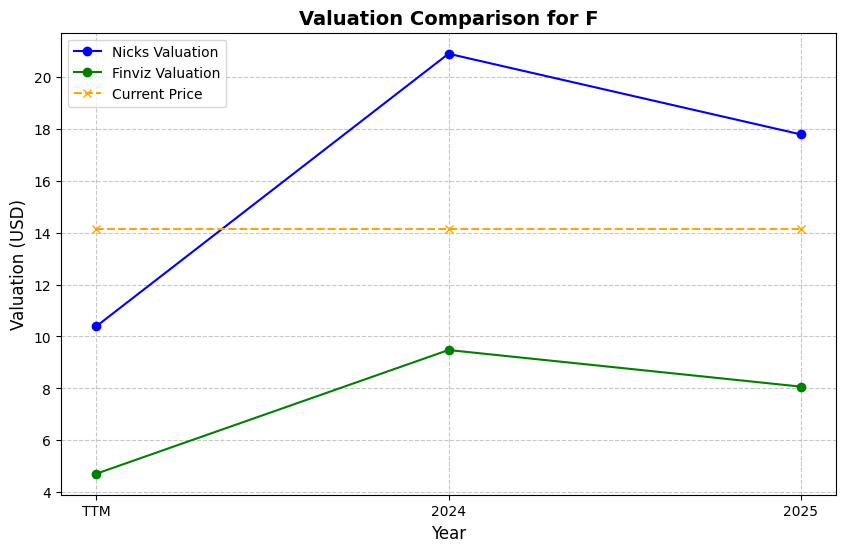 Valuation Comparison for F
Nicks Valuation
Finviz Valuation
Current Price
Valuation (USD)
20
18
16
14
12
10
8
6
4
TTM
2024
2025
Year